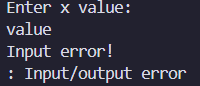 Enter x value:
value
Input error!
: Input/output error